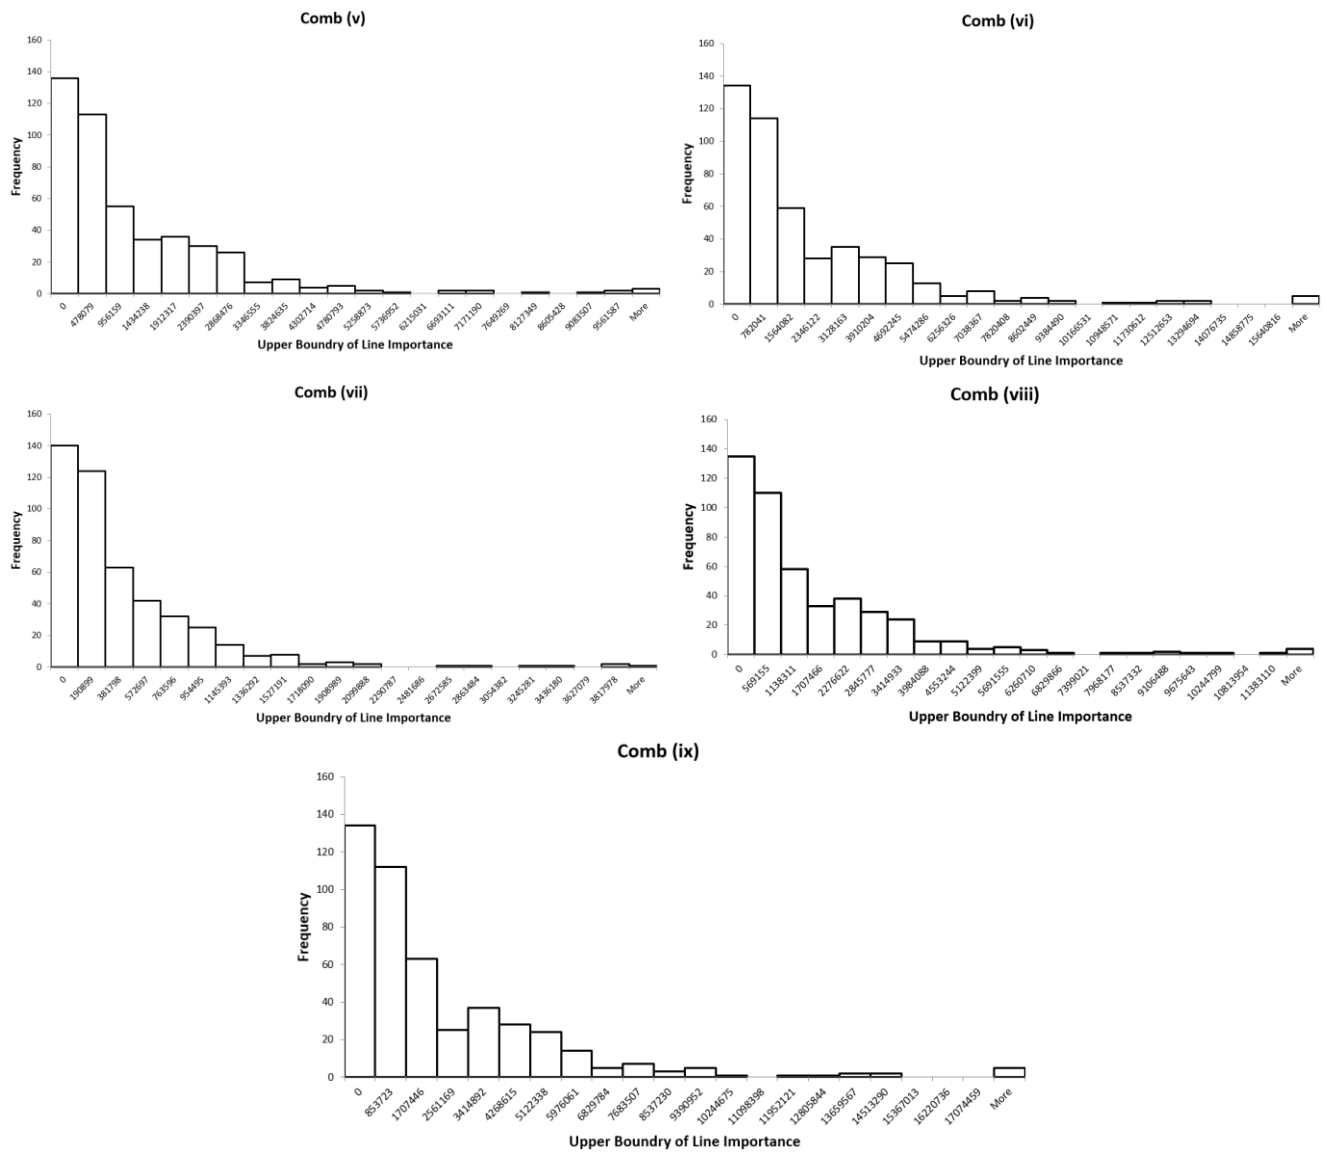 Comb (v)
160
140
120
100
80
60
40
20
0
Frequency
0 478079 956159 1434238 1912317 2390397 2868476 3346555 3824635 4302714 4780793 5258873 5736952 6215031 6693111 7171190 7649269 8127349 8605428 9083507 9561587 More
Upper Boundry of Line Importance
Comb (vi)
160
140
120
100
80
60
40
20
0
Frequency
0 782041 1564082 2346122 3128163 3910204 4692245 5474286 6256326 7038367 7820408 8602449 9384490 10166531 10948571 11730612 12512653 13294694 14076735 14858775 15640816 More
Upper Boundry of Line Importance
Comb (vii)
160
140
120
100
80
60
40
20
0
Frequency
0 190899 381798 572697 763596 954495 1145393 1336292 1527191 1718090 1908989 2099888 2290787 2481686 2672585 2863484 3054382 3245281 3436180 3627079 3817978 More
Upper Boundry of Line Importance
Comb (viii)
160
140
120
100
80
60
40
20
0
Frequency
0 569155 1138311 1707466 2276622 2845777 3414933 3984088 4553244 5122399 5691555 6260710 6829866 7399021 7968177 8537332 9106488 9675643 10244799 10813954 11383110 More
Upper Boundry of Line Importance
Comb (ix)
160
140
120
100
80
60
40
20
0
Frequency
0 853723 1707446 2561169 3414892 4268615 5122338 5976061 6829784 7683507 8537230 9390952 10244675 11098398 11952121 12805844 13659567 14513290 15367013 16220736 17074459 More
Upper Boundry of Line Importance